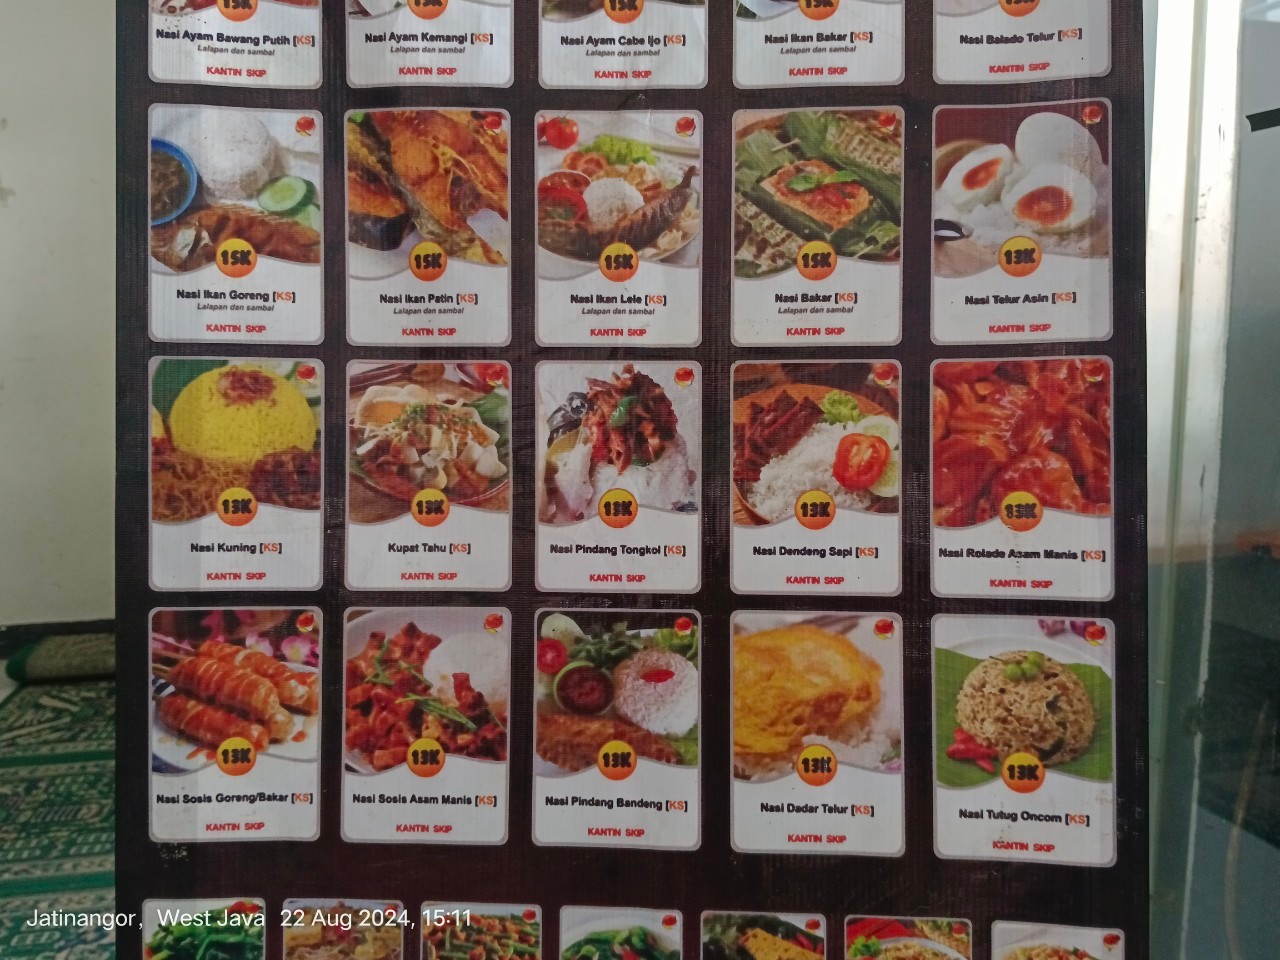 15K
15K
15K
15K
15K
Nasi Ayam Bawang Putih [KS]
Lalapan dan sambal
KANTIN SKIP
Nasi Ayam Kemangi [KS]
Lalapan dan sambal
KANTIN SKIP
Nasi Ayam Cabe Ijo [KS]
Lalapan dan sambal
KANTIN SKIP
Nasi Ikan Bakar [KS]
Lalapan dan sambal
KANTIN SKIP
Nasi Balado Telur [KS]
KANTIN SKIP
15K
Nasi Ikan Goreng [KS]
Lalapan dan sambal
KANTIN SKIP
15K
Nasi Ikan Patin [KS]
Lalapan dan sambal
KANTIN SKIP
15K
Nasi Ikan Lele [KS]
Lalapan dan sambal
KANTIN SKIP
15K
Nasi Bakar [KS]
Lalapan dan sambal
KANTIN SKIP
13K
Nasi Telur Asin [KS]
KANTIN SKIP
13K
Nasi Kuning [KS]
KANTIN SKIP
13K
Kupat Tahu [KS]
KANTIN SKIP
13K
Nasi Pindang Tongkol [KS]
KANTIN SKIP
13K
Nasi Dendeng Sapi [KS]
KANTIN SKIP
13K
Nasi Rolade Asam Manis [KS]
KANTIN SKIP
13K
Nasi Sosis Goreng/Bakar [KS]
KANTIN SKIP
13K
Nasi Sosis Asam Manis [KS]
KANTIN SKIP
13K
Nasi Pindang Bandeng [KS]
KANTIN SKIP
13K
Nasi Dadar Telur [KS]
KANTIN SKIP
13K
Nasi Tutug Oncom [KS]
KANTIN SKIP
Jatinangor, West Java 22 Aug 2024, 15:11